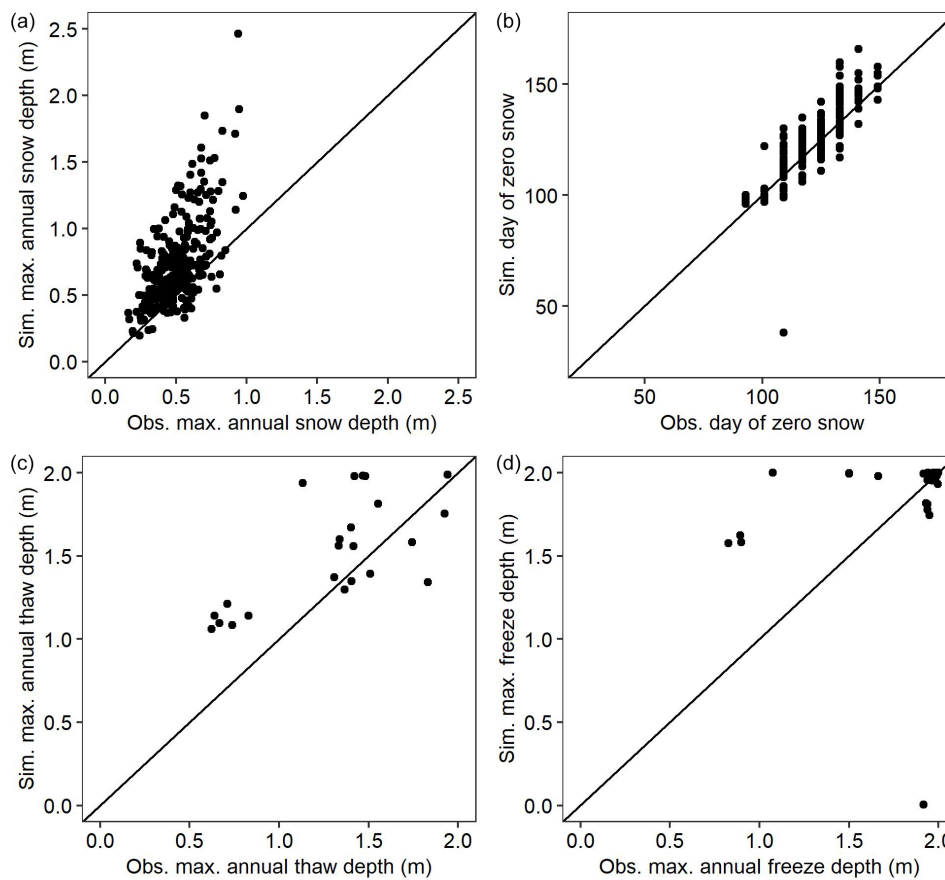 (a)
2.5
2.0
1.5
1.0
0.5
0.0
Sim. max. annual snow depth (m)
0.0 0.5 1.0 1.5 2.0 2.5
Obs. max. annual snow depth (m)
(b)
150
100
50
Sim. day of zero snow
50 100 150
Obs. day of zero snow
(c)
2.0
1.5
1.0
0.5
0.0
Sim. max. annual thaw depth (m)
0.0 0.5 1.0 1.5 2.0
Obs. max. annual thaw depth (m)
(d)
2.0
1.5
1.0
0.5
0.0
Sim. max. freeze depth (m)
0.0 0.5 1.0 1.5 2.0
Obs. max. annual freeze depth (m)